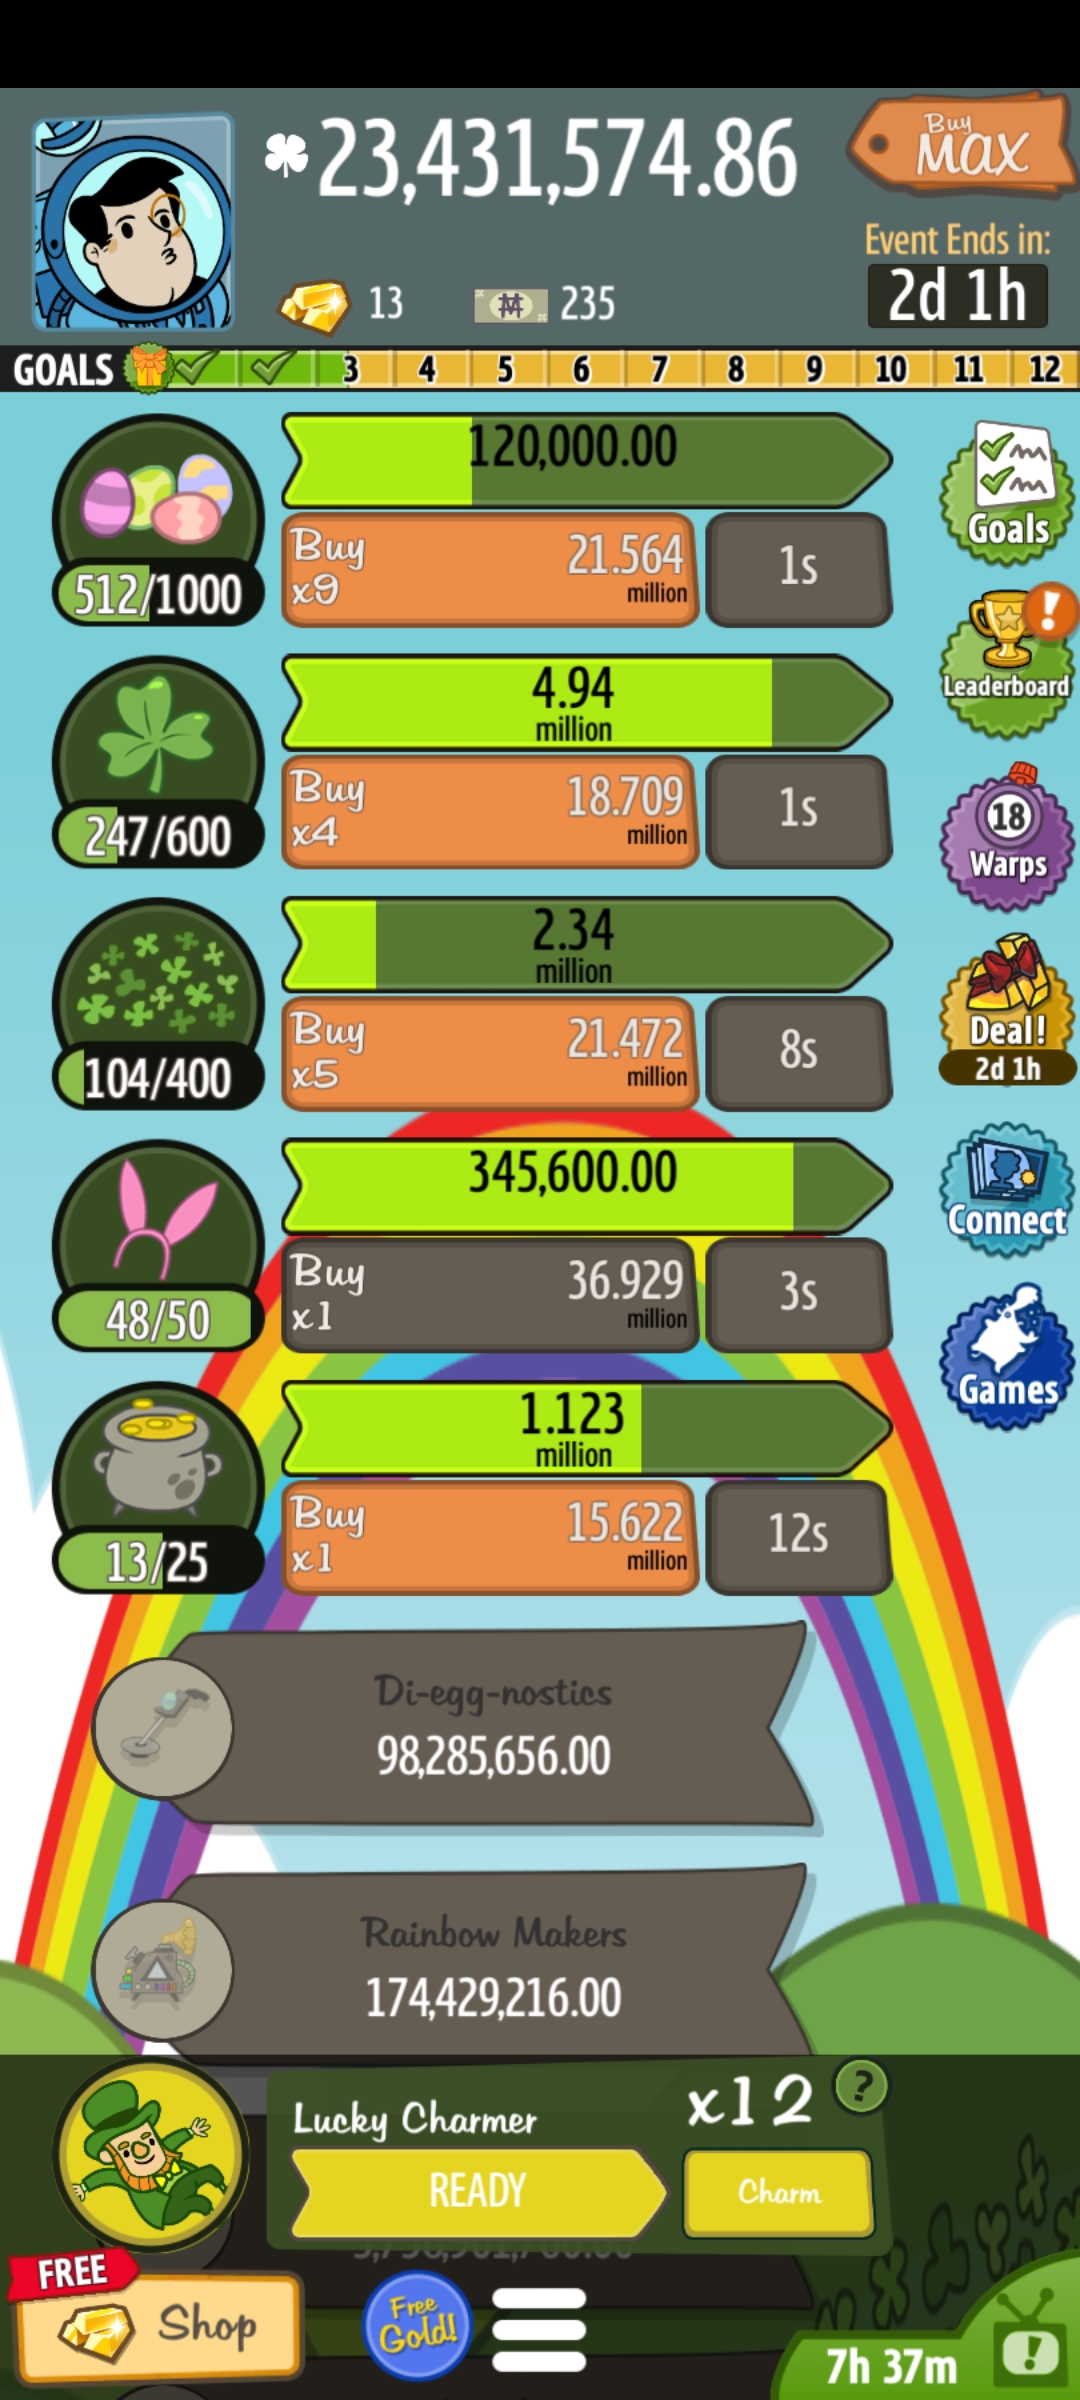 23,431,574.86
Buy
MAX
13
235
Event Ends in:
2d 1h
GOALS 3 4 5 6 7 8 9 10 11 12
120,000.00
512/1000
Buy
x9
21.564
million
1s
Goals
4.94
million
247/600
Buy
x4
18.709
million
1s
!
Leaderboard
2.34
million
104/400
Buy
x5
21.472
million
8s
18
Warps
Deal!
2d 1h
345,600.00
48/50
Buy
x1
36.929
million
3s
Connect
1.123
million
13/25
Buy
x1
15.622
million
12s
Games
Di-egg-nostics
98,285,656.00
Rainbow Makers
174,429,216.00
Lucky Charmer
x12
?
READY
Charm
FREE
Shop
Free
Gold!
7h 37m
!